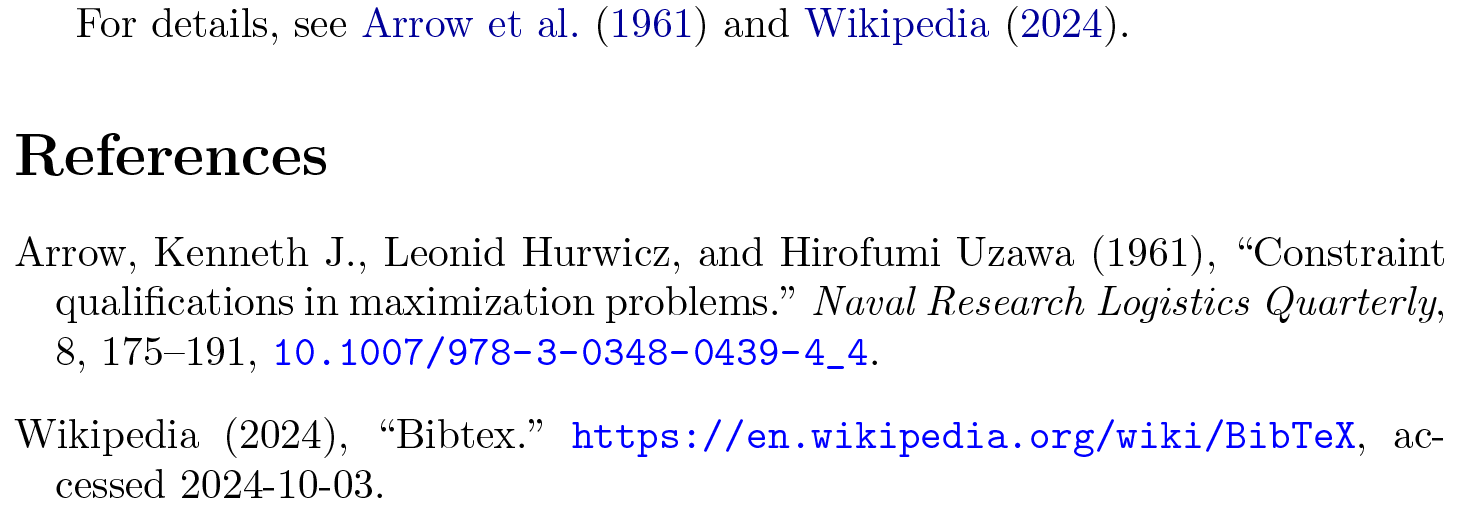 For details, see Arrow et al. (1961) and Wikipedia (2024).
References
Arrow, Kenneth J., Leonid Hurwicz, and Hirofumi Uzawa (1961), “Constraint
qualifications in maximization problems.” Naval Research Logistics Quarterly,
8, 175–191, 10.1007/978-3-0348-0439-4_4.
Wikipedia (2024), “Bibtex.” https://en.wikipedia.org/wiki/BibTeX, ac-
cessed 2024-10-03.